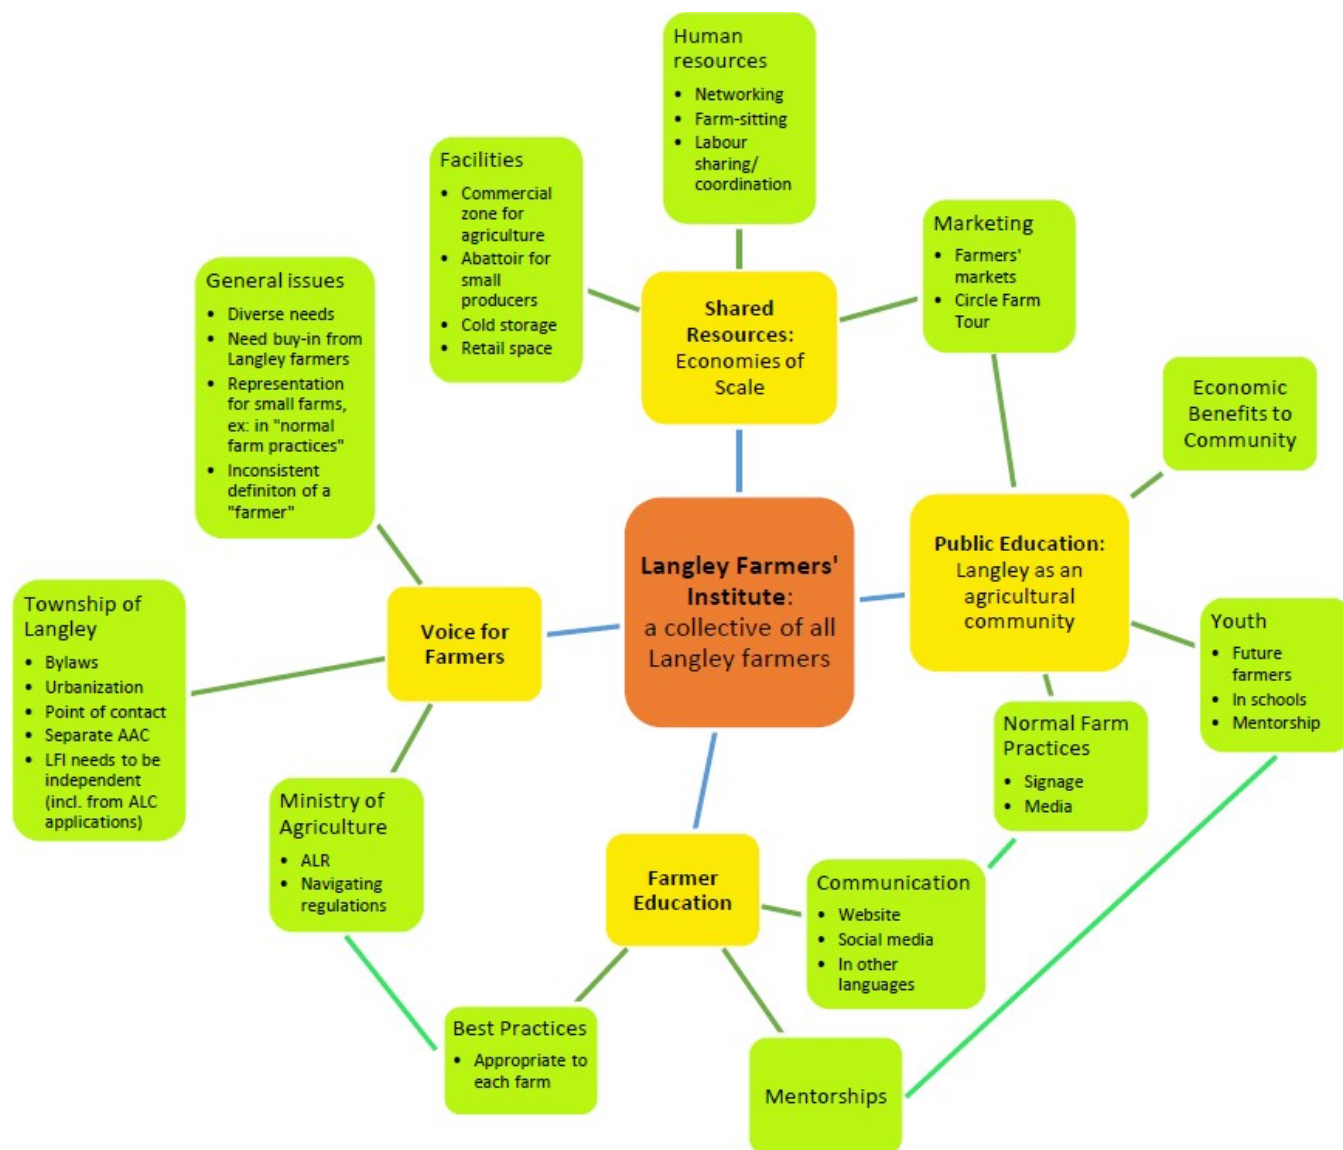 Human
resources
• Networking
• Farm-sitting
• Labour
sharing/
coordination
Facilities
• Commercial
zone for
agriculture
• Abattoir for
small
producers
• Cold storage
• Retail space
Marketing
• Farmers'
markets
• Circle Farm
Tour
General issues
• Diverse needs
• Need buy-in from
Langley farmers
• Representation
for small farms,
ex: in "normal
farm practices"
• Inconsistent
definiton of a
"farmer"
Shared
Resources:
Economies of
Scale
Economic
Benefits to
Community
Langley Farmers'
Institute:
a collective of all
Langley farmers
Public Education:
Langley as an
agricultural
community
Voice for
Farmers
Township of
Langley
• Bylaws
• Urbanization
• Point of contact
• Separate AAC
• LFI needs to be
independent
(incl. from ALC
applications)
Youth
• Future
farmers
• In schools
• Mentorship
Normal Farm
Practices
• Signage
• Media
Ministry of
Agriculture
• ALR
• Navigating
regulations
Farmer
Education
Communication
• Website
• Social media
• In other
languages
Best Practices
• Appropriate to
each farm
Mentorships